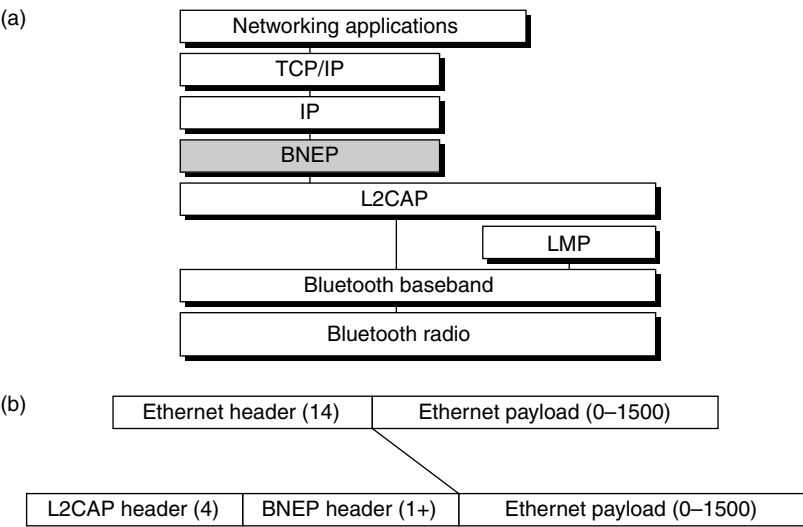 (a)
Networking applications
TCP/IP
IP
BNEP
L2CAP
LMP
Bluetooth baseband
Bluetooth radio
(b)
Ethernet header (14) Ethernet payload (0–1500)
L2CAP header (4) BNEP header (1+) Ethernet payload (0–1500)